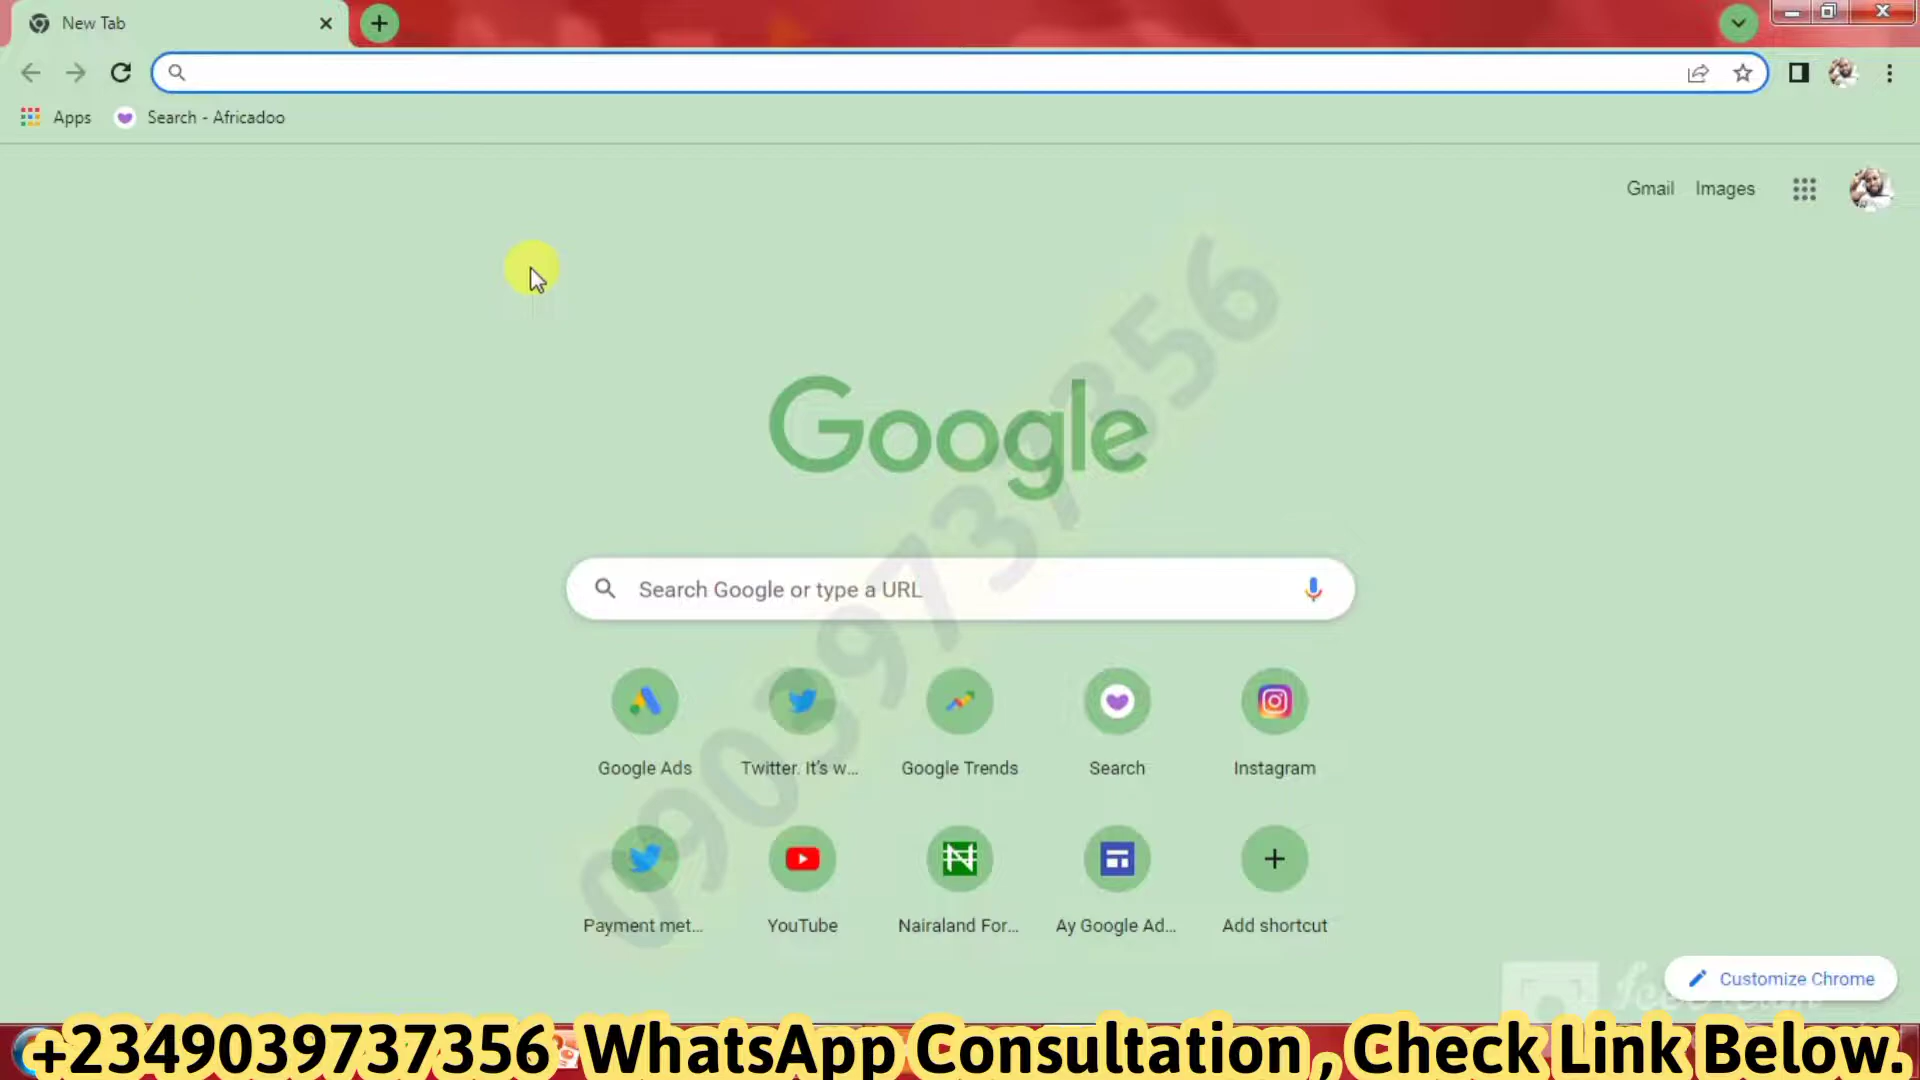 New Tab
Apps
Search - Africadoo
Gmail Images
Google
09039737356
Search Google or type a URL
Google Ads
Twitter. It's w...
Google Trends
Search
Instagram
Payment met...
YouTube
Nairaland For...
Ay Google Ad...
Add shortcut
Customize Chrome
+2349039737356 WhatsApp Consultation , Check Link Below.